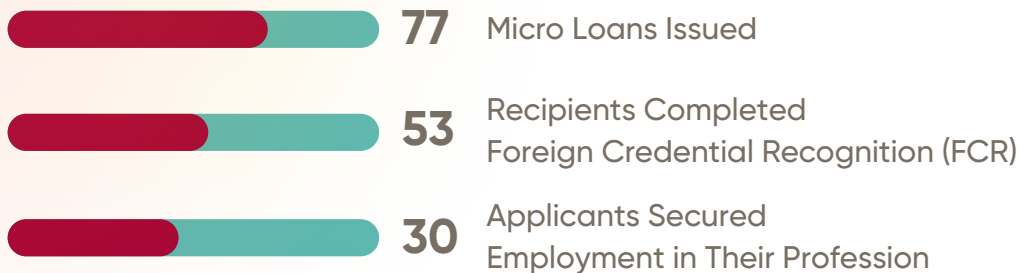 77 Micro Loans Issued
53 Recipients Completed
Foreign Credential Recognition (FCR)
30 Applicants Secured
Employment in Their Profession